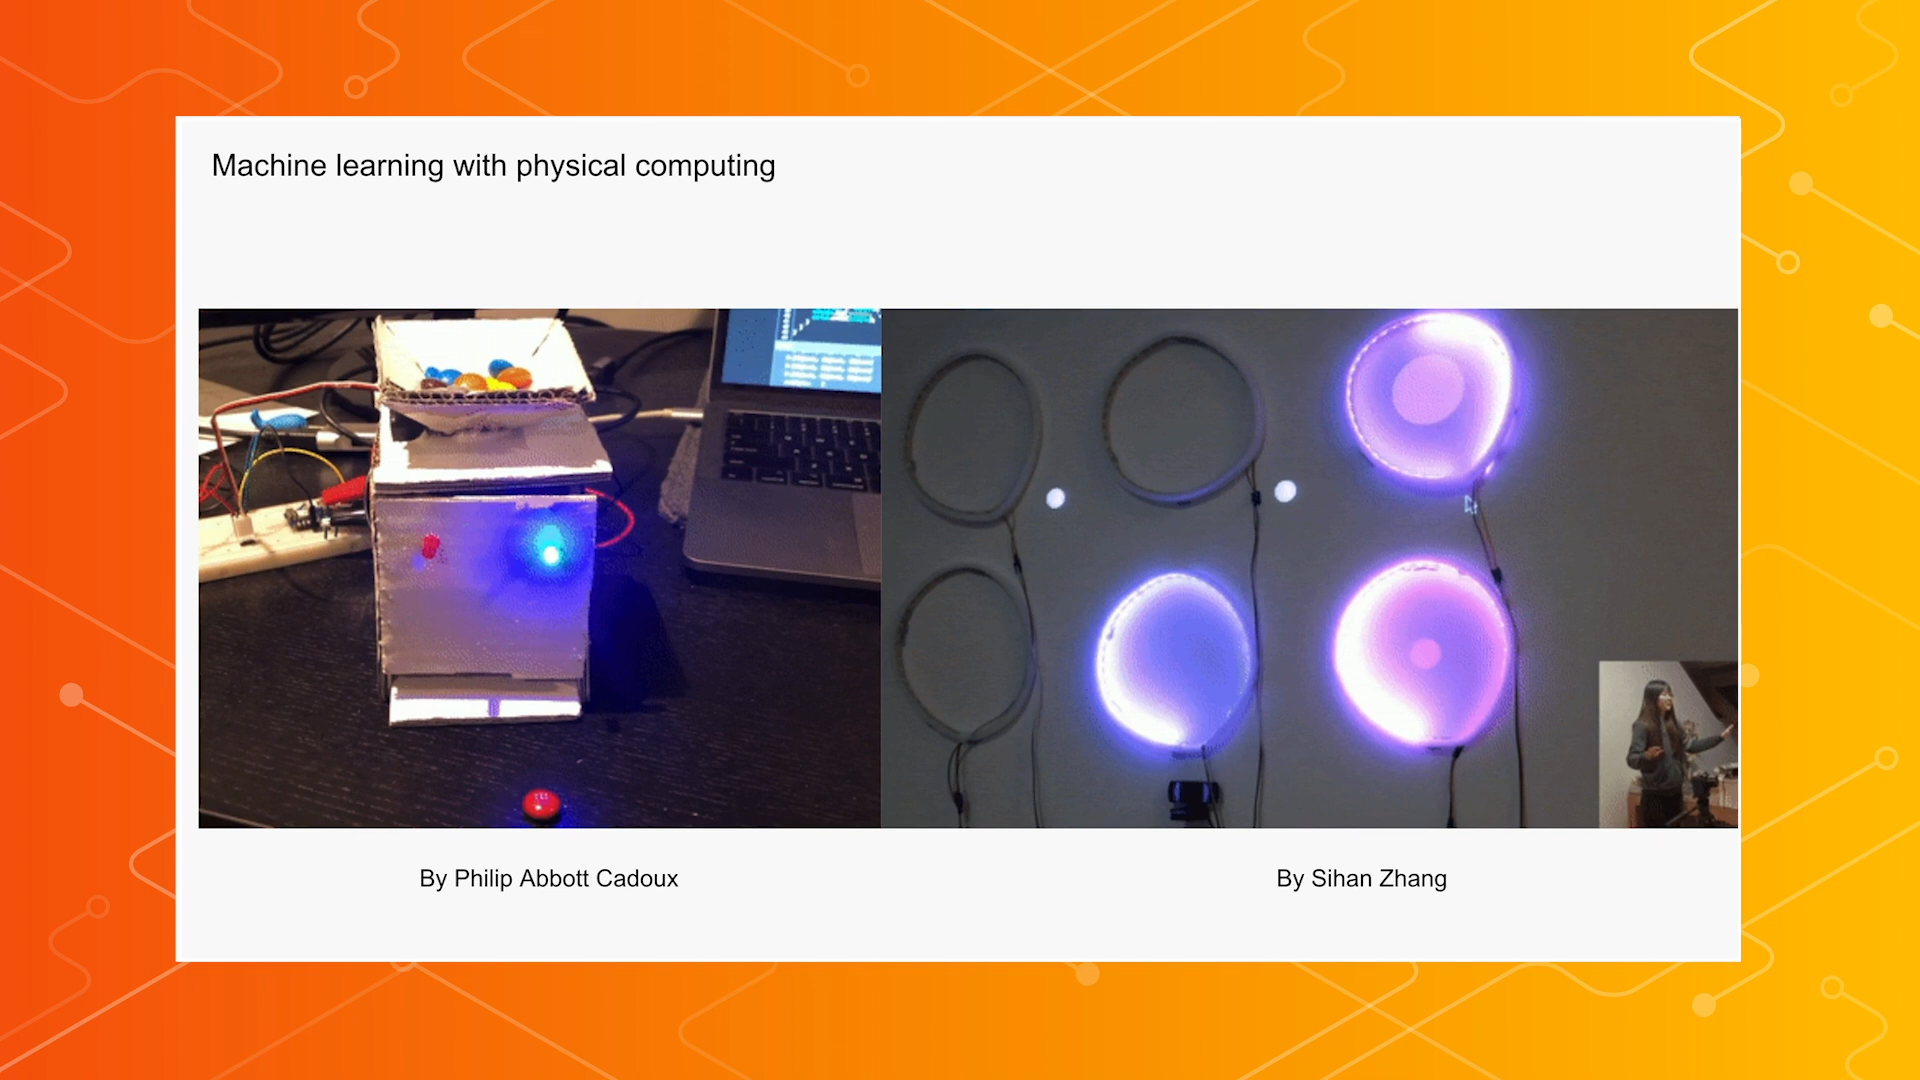 Machine learning with physical computing
By Philip Abbott Cadoux
By Sihan Zhang